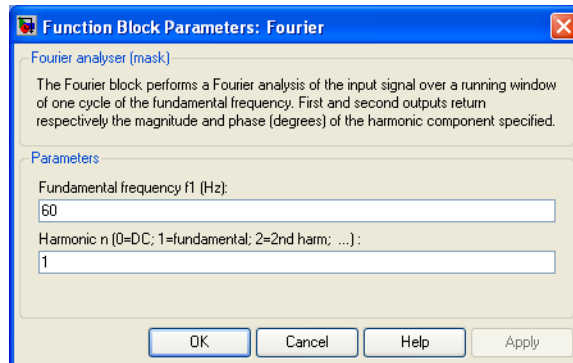 Function Block Parameters: Fourier
Fourier analyser (mask)
The Fourier block performs a Fourier analysis of the input signal over a running window
of one cycle of the fundamental frequency. First and second outputs return
respectively the magnitude and phase (degrees) of the harmonic component specified.
Parameters
Fundamental frequency f1 (Hz):
60
Harmonic n (0=DC; 1=fundamental; 2=2nd harm; ...) :
1
OK Cancel Help Apply